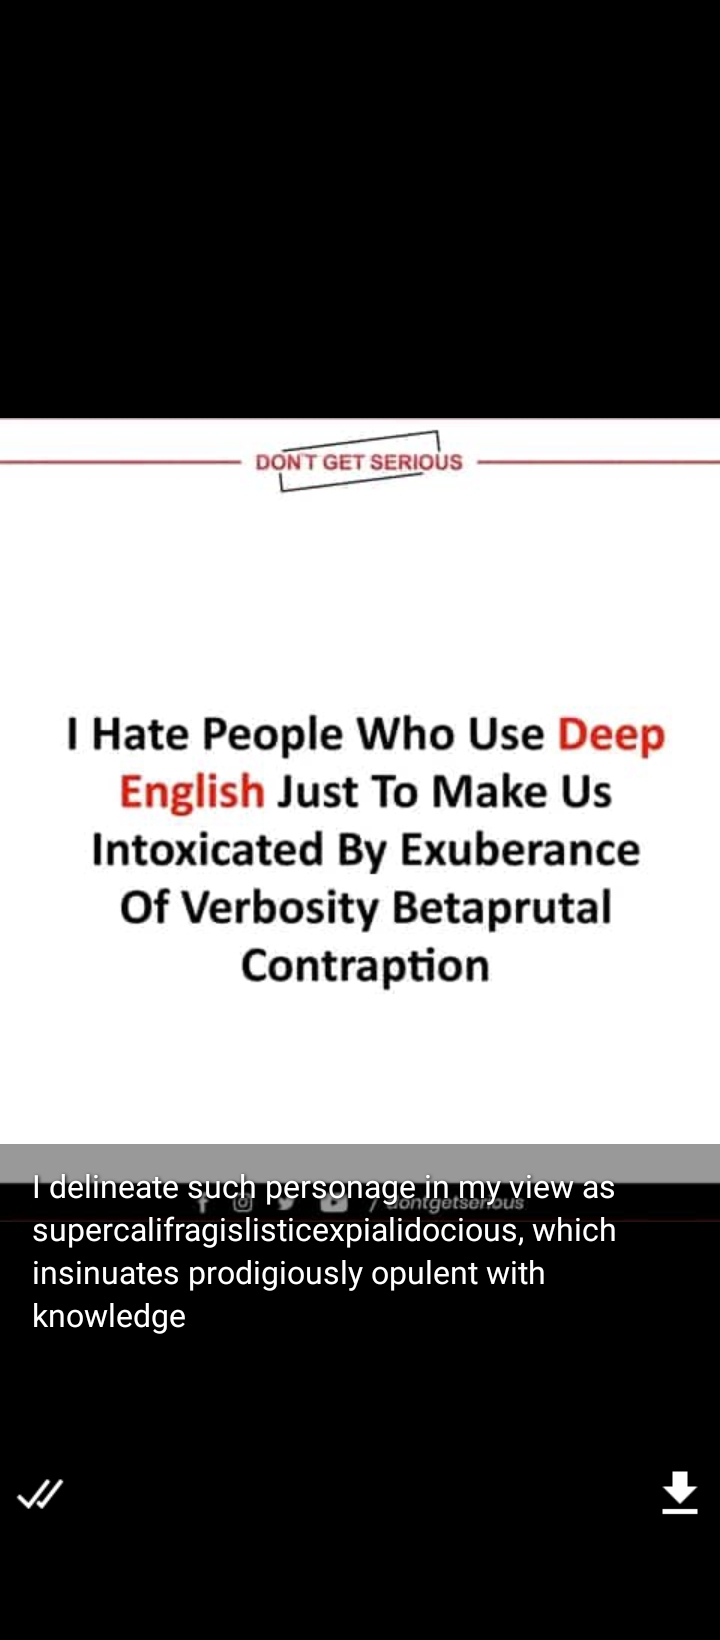 DON'T GET SERIOUS
I Hate People Who Use Deep
English Just To Make Us
Intoxicated By Exuberance
Of Verbosity Betaprutal
Contraption
I delineate such personage in my view as
/ dontgetserious
supercalifragislisticexpialidocious, which
insinuates prodigiously opulent with
knowledge